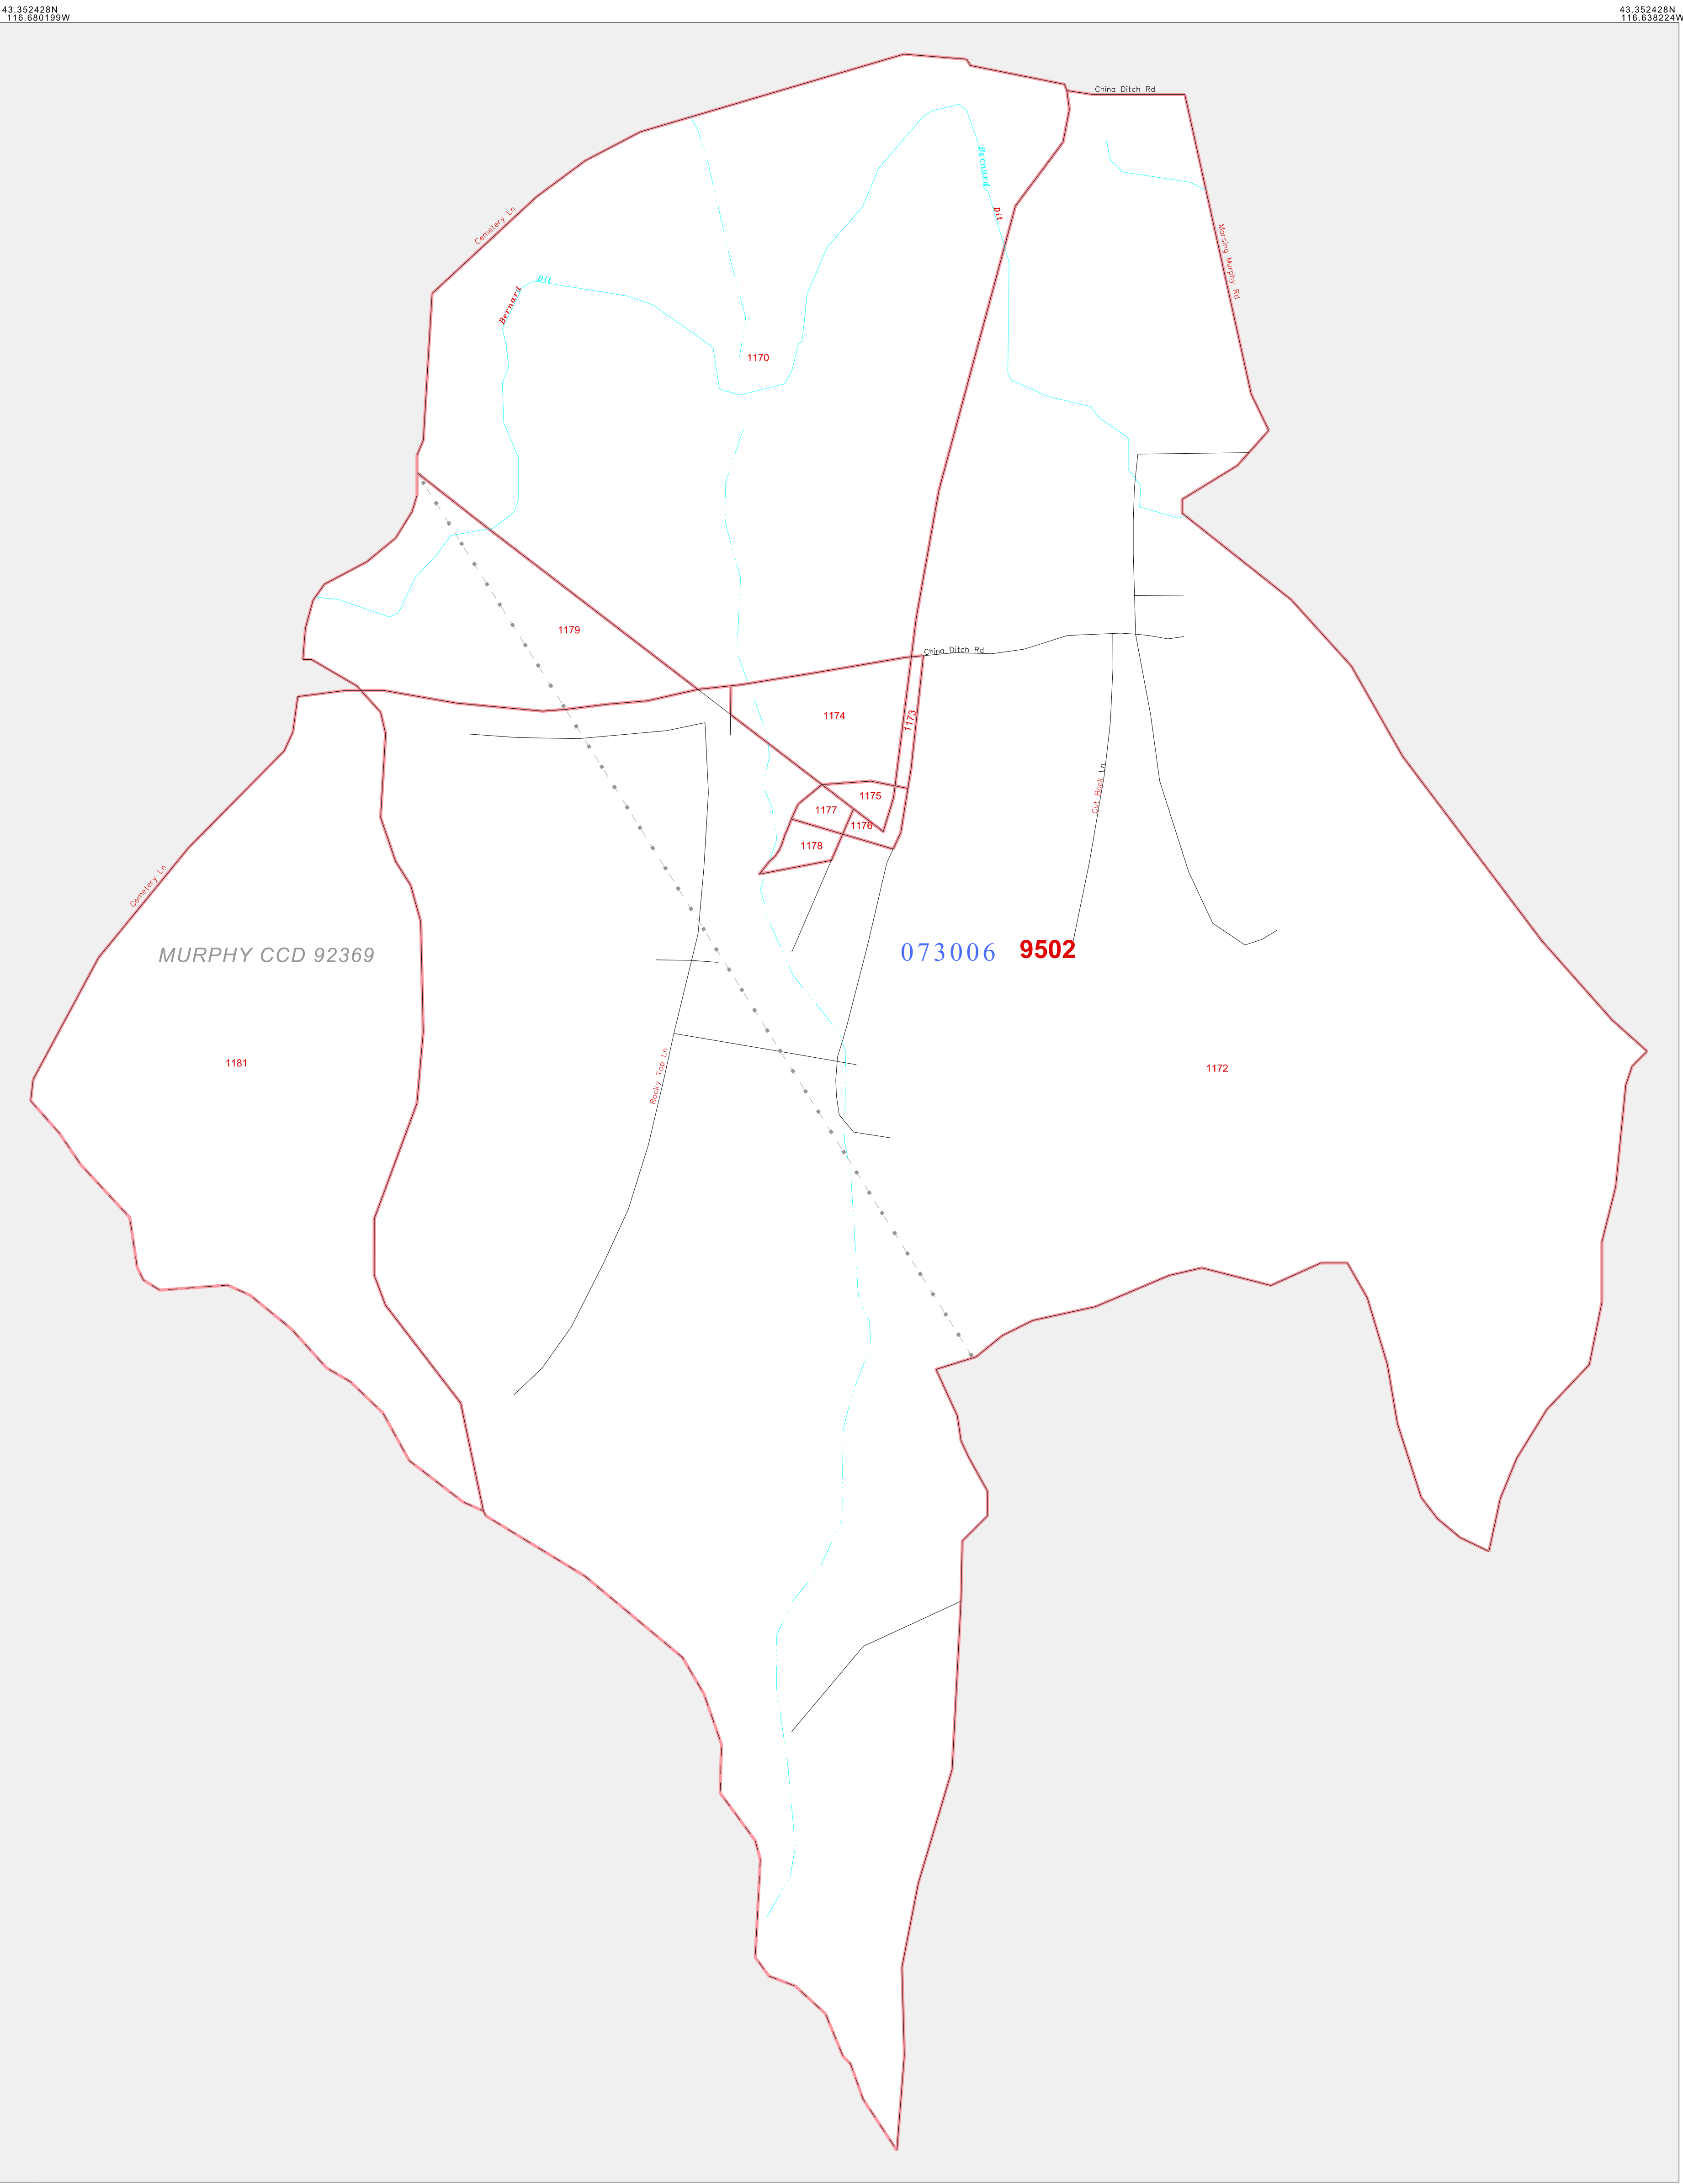 43.352428N
116.680199W
43.352428N
116.638224W
China Ditch Rd
Bernard
Dit
Cemetery Ln
Marsing Murphy Rd
Dit
Bernard
1170
1179
China Ditch Rd
1174
1173
1175
1177
1176
1178
Cut Back Ln
Cemetery Ln
MURPHY CCD 92369
073006
9502
1181
Rocky Top Ln
1172